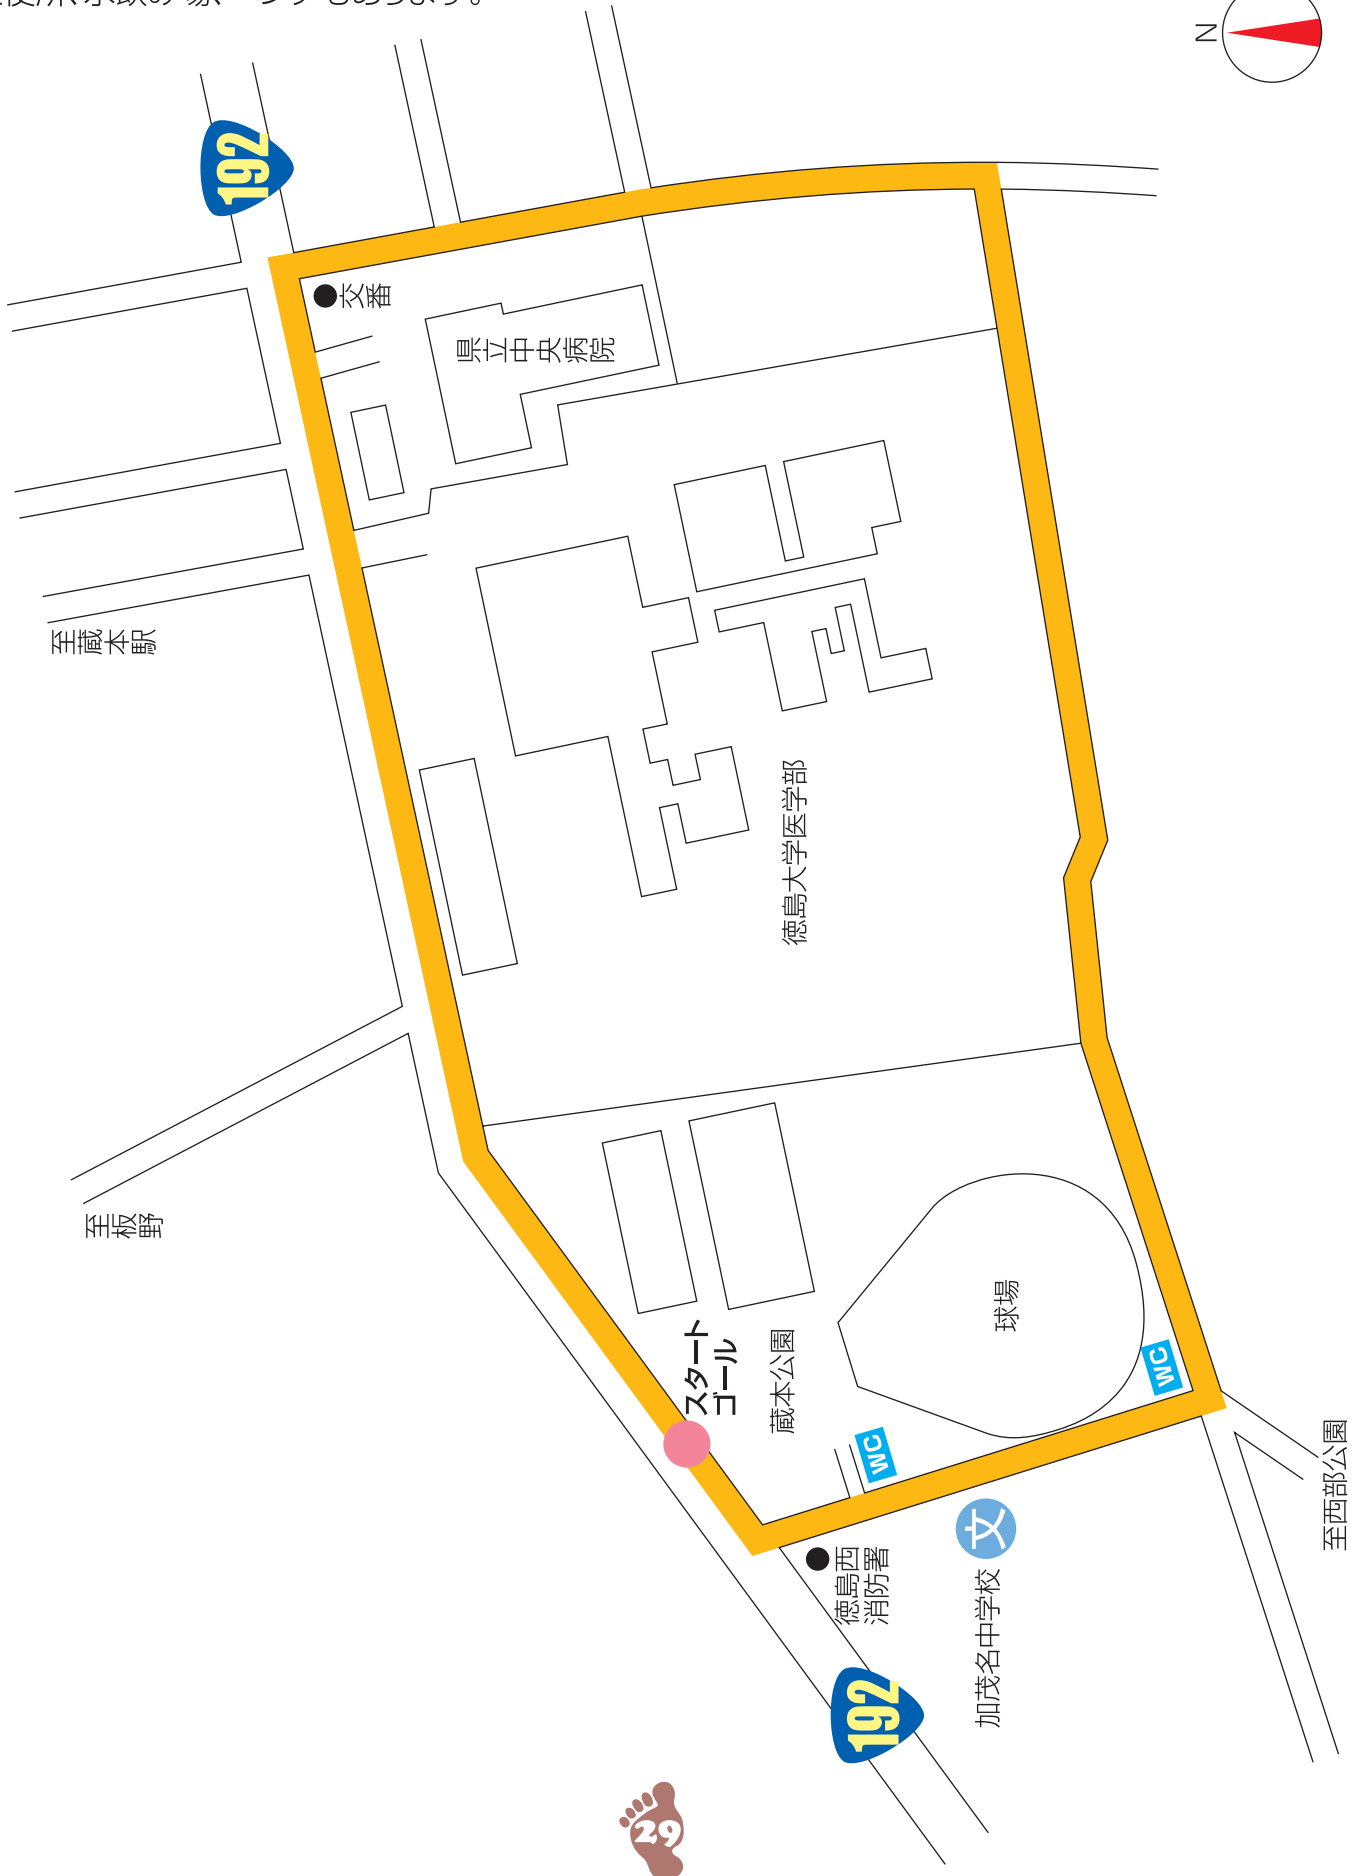 192
交番
県立中央病院
至蔵本駅
徳島大学医学部
至板野
スタート
ゴール
蔵本公園
球場
WC
WC
徳島西
消防署
文
加茂名中学校
至西部公園
192
29
N